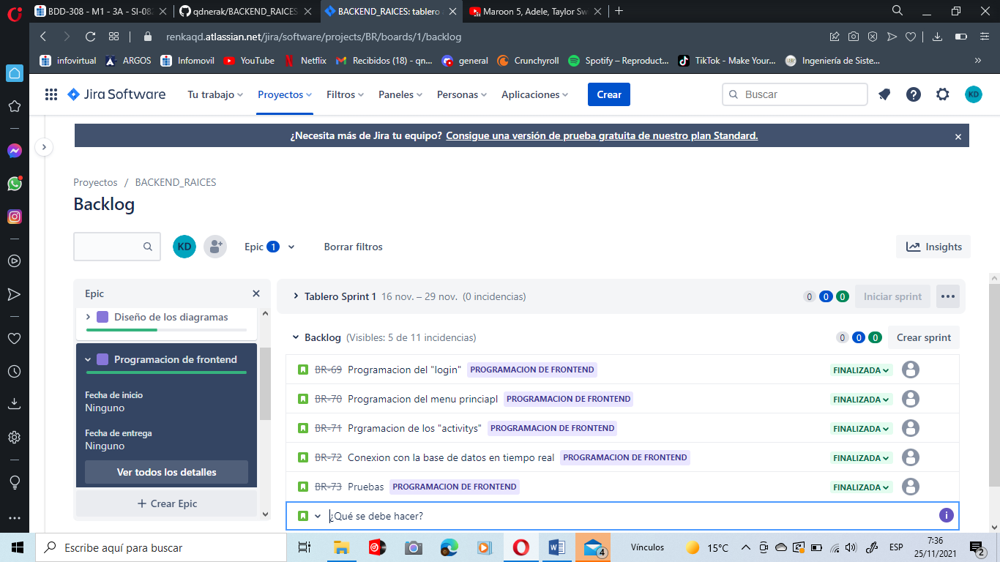 BDD-308 - M1 - 3A - SI-082
qdnerak/BACKEND_RAICES
BACKEND_RAICES: tablero
Maroon 5, Adele, Taylor Sw
renkaqd.atlassian.net/jira/software/projects/BR/boards/1/backlog
infovirtual
ARGOS
Infomovil
YouTube
Netflix
Recibidos (18) - qn...
general
Crunchyroll
Spotify – Reproduct...
TikTok - Make Your...
Ingeniería de Siste...
»
Jira Software
Tu trabajo
Proyectos
Filtros
Paneles
Personas
Aplicaciones
Crear
Buscar
KD
¿Necesita más de Jira tu equipo? Consigue una versión de prueba gratuita de nuestro plan Standard.
Proyectos / BACKEND_RAICES
Backlog
KD
Epic 1
Borrar filtros
Insights
Epic
Diseño de los diagramas
Programacion de frontend
Fecha de inicio
Ninguno
Fecha de entrega
Ninguno
Ver todos los detalles
+ Crear Epic
Tablero Sprint 1 16 nov. – 29 nov. (0 incidencias)
0 0 0
Iniciar sprint
Backlog (Visibles: 5 de 11 incidencias)
0 0 0
Crear sprint
BR-69 Programacion del "login" PROGRAMACION DE FRONTEND FINALIZADA
BR-70 Programacion del menu princiapl PROGRAMACION DE FRONTEND FINALIZADA
BR-71 Prgramacion de los "activitys" PROGRAMACION DE FRONTEND FINALIZADA
BR-72 Conexion con la base de datos en tiempo real PROGRAMACION DE FRONTEND FINALIZADA
BR-73 Pruebas PROGRAMACION DE FRONTEND FINALIZADA
¿Qué se debe hacer?
Escribe aquí para buscar
4
Vínculos
15°C
ESP
7:36
25/11/2021
2